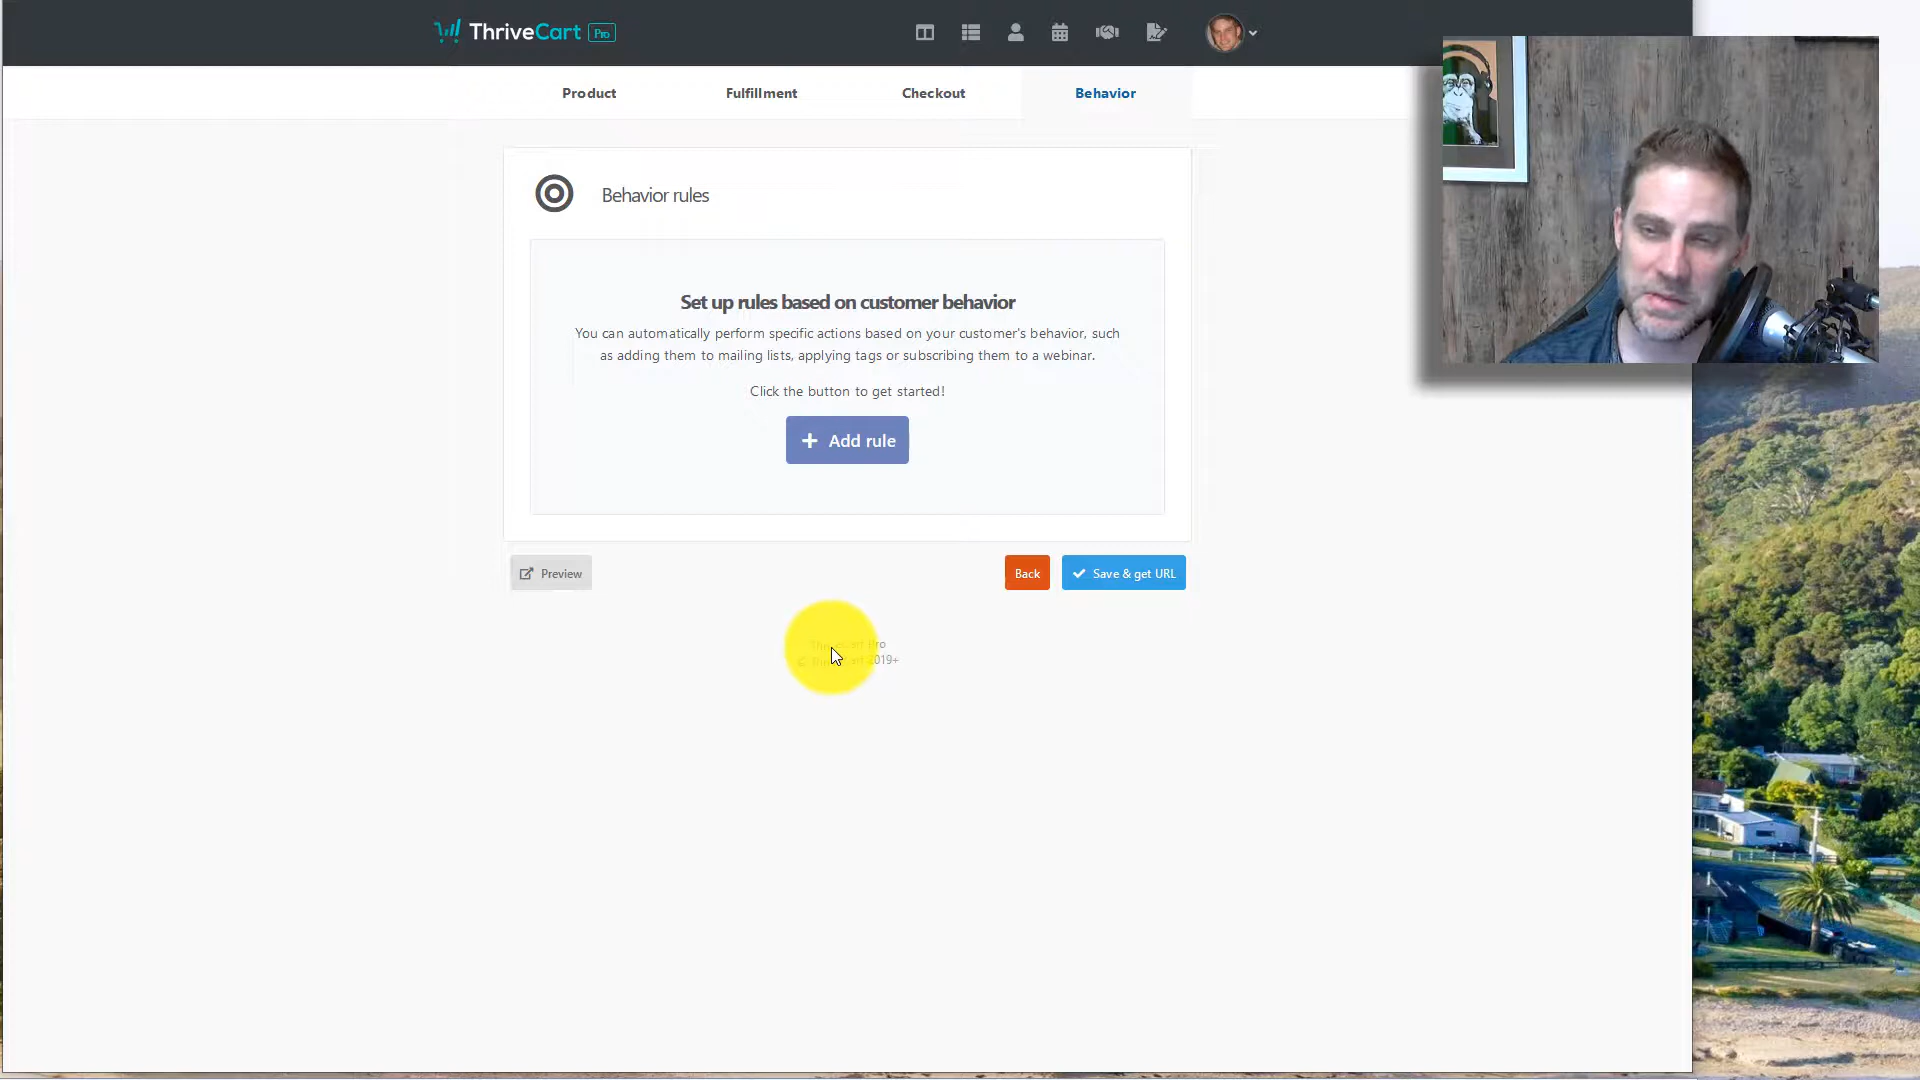 ThriveCart Pro
Product Fulfillment Checkout Behavior
Behavior rules
Set up rules based on customer behavior
You can automatically perform specific actions based on your customer's behavior, such
as adding them to mailing lists, applying tags or subscribing them to a webinar.
Click the button to get started!
+ Add rule
Preview Back Save & get URL
Pro
2019+